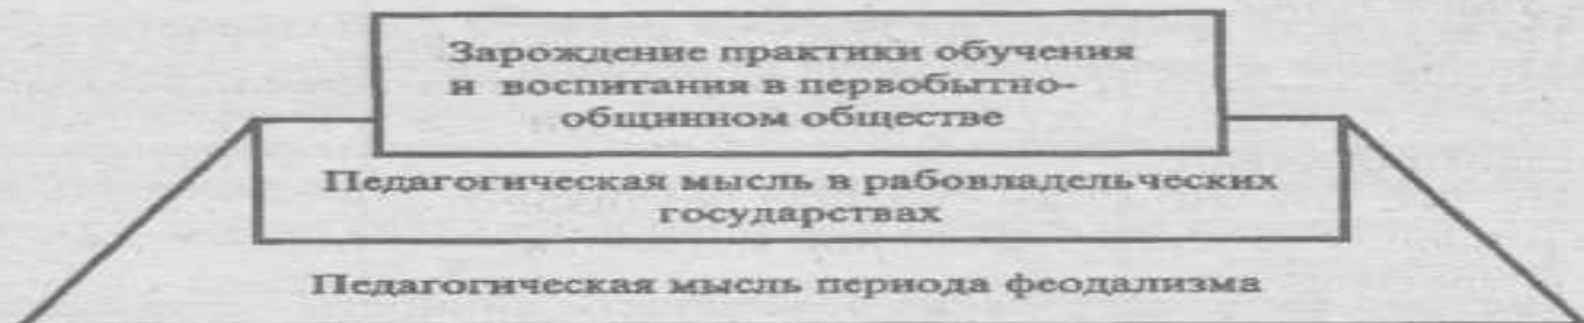 Зарождение практики обучения
и воспитания в первобытно-
общинном обществе
Педагогическая мысль в рабовладельческих
государствах
Педагогическая мысль периода феодализма